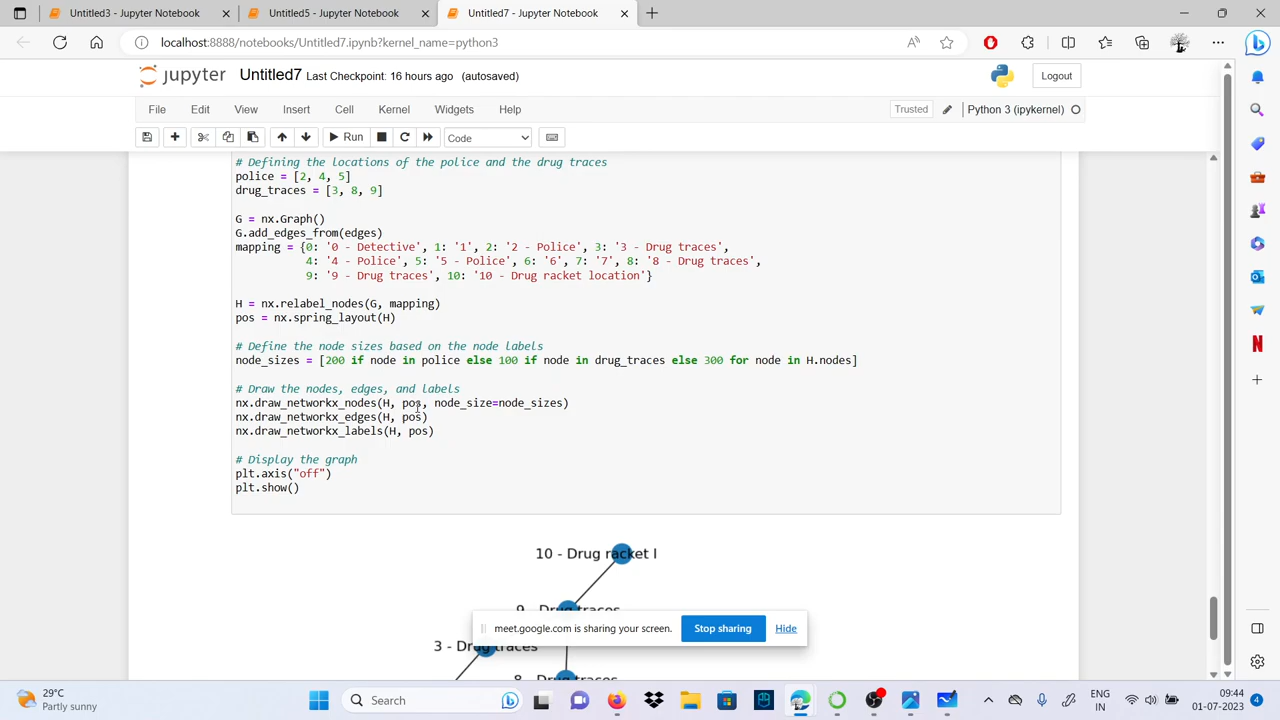 Untitled3 - Jupyter Notebook
Untitled5 - Jupyter Notebook
Untitled7 - Jupyter Notebook
localhost:8888/notebooks/Untitled7.ipynb?kernel_name=python3
jupyter Untitled7 Last Checkpoint: 16 hours ago (autosaved)
Logout
File Edit View Insert Cell Kernel Widgets Help
Trusted
Python 3 (ipykernel)
Run
Code
# Defining the locations of the police and the drug traces
police = [2, 4, 5]
drug_traces = [3, 8, 9]
G = nx.Graph()
G.add_edges_from(edges)
mapping = {0: '0 - Detective', 1: '1', 2: '2 - Police', 3: '3 - Drug traces',
4: '4 - Police', 5: '5 - Police', 6: '6', 7: '7', 8: '8 - Drug traces',
9: '9 - Drug traces', 10: '10 - Drug racket location'}
H = nx.relabel_nodes(G, mapping)
pos = nx.spring_layout(H)
# Define the node sizes based on the node labels
node_sizes = [200 if node in police else 100 if node in drug_traces else 300 for node in H.nodes]
# Draw the nodes, edges, and labels
nx.draw_networkx_nodes(H, pos, node_size=node_sizes)
nx.draw_networkx_edges(H, pos)
nx.draw_networkx_labels(H, pos)
# Display the graph
plt.axis("off")
plt.show()
10 - Drug racket l
9 - Drug traces
meet.google.com is sharing your screen.
Stop sharing
Hide
3 - Drug traces
8 - Drug traces
29°C
Partly sunny
Search
ENG
IN
09:44
01-07-2023
4